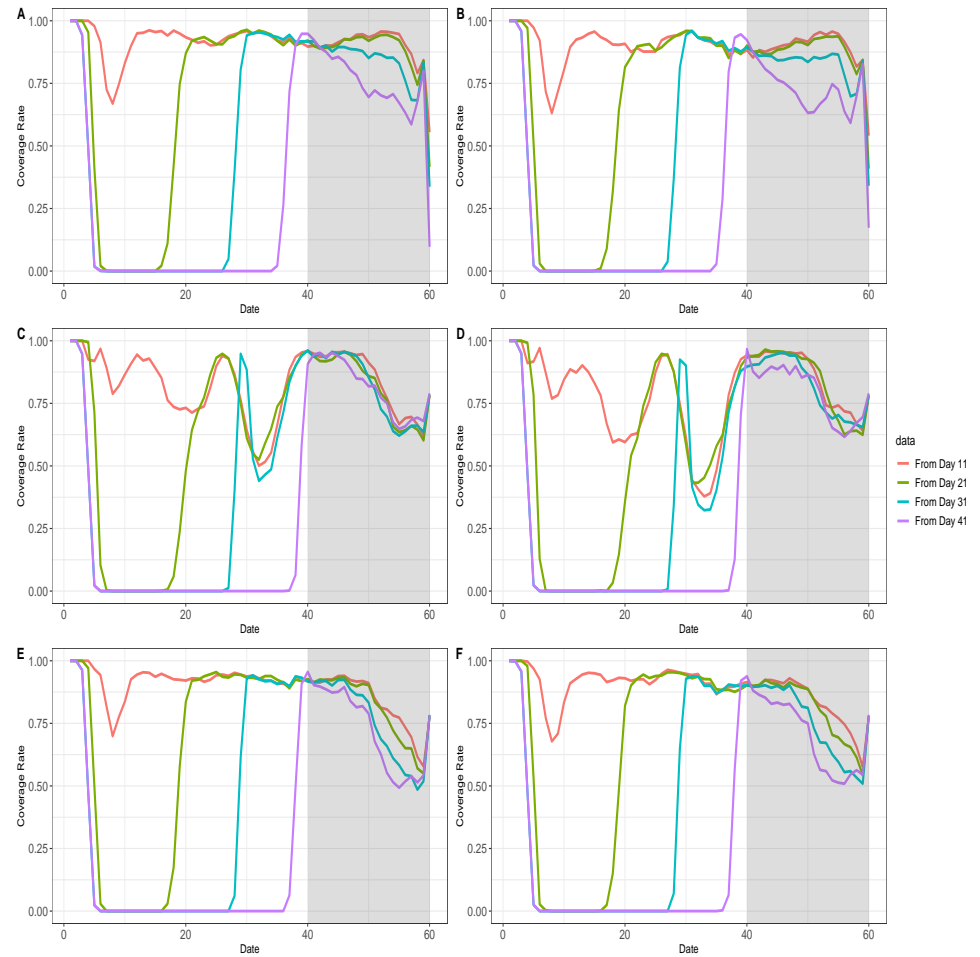 A
1.00
0.75
0.50
0.25
0.00
Coverage Rate
0
20
40
60
Date
B
1.00
0.75
0.50
0.25
0.00
Coverage Rate
0
20
40
60
Date
C
1.00
0.75
0.50
0.25
0.00
Coverage Rate
0
20
40
60
Date
D
1.00
0.75
0.50
0.25
0.00
Coverage Rate
0
20
40
60
Date
data
From Day 11
From Day 21
From Day 31
From Day 41
E
1.00
0.75
0.50
0.25
0.00
Coverage Rate
0
20
40
60
Date
F
1.00
0.75
0.50
0.25
0.00
Coverage Rate
0
20
40
60
Date